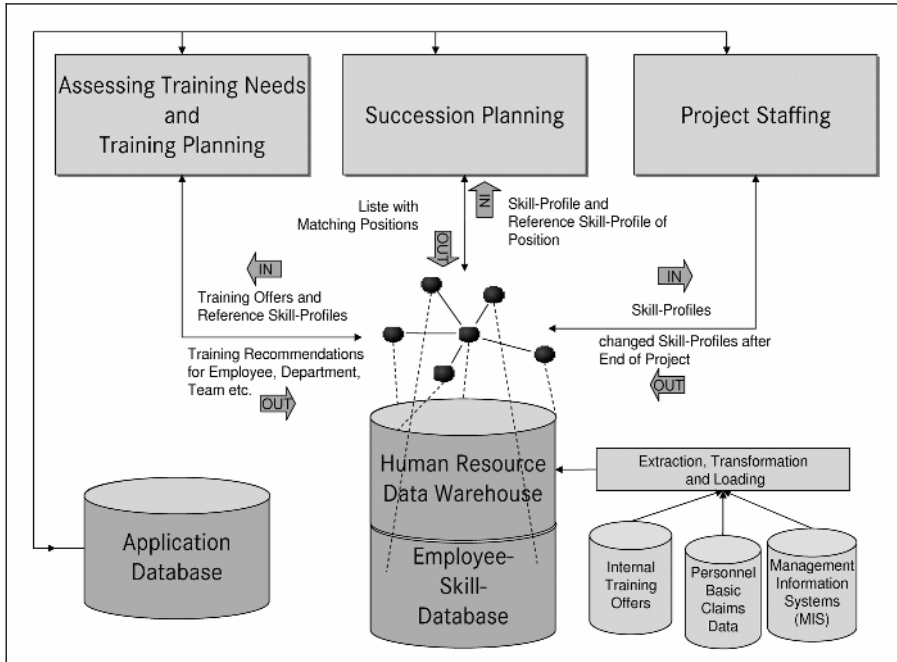 Assessing Training Needs
and
Training Planning
Succession Planning
Project Staffing
Liste with
Matching Positions
OUT
IN
Skill-Profile and
Reference Skill-Profile of
Position
IN
Training Offers and
Reference Skill-Profiles
Training Recommendations
for Employee, Department,
Team etc.
OUT
IN
Skill-Profiles
changed Skill-Profiles after
End of Project
OUT
Human Resource
Data Warehouse
Employee-
Skill-
Database
Application
Database
Extraction, Transformation
and Loading
Internal
Training
Offers
Personnel
Basic
Claims
Data
Management
Information
Systems
(MIS)